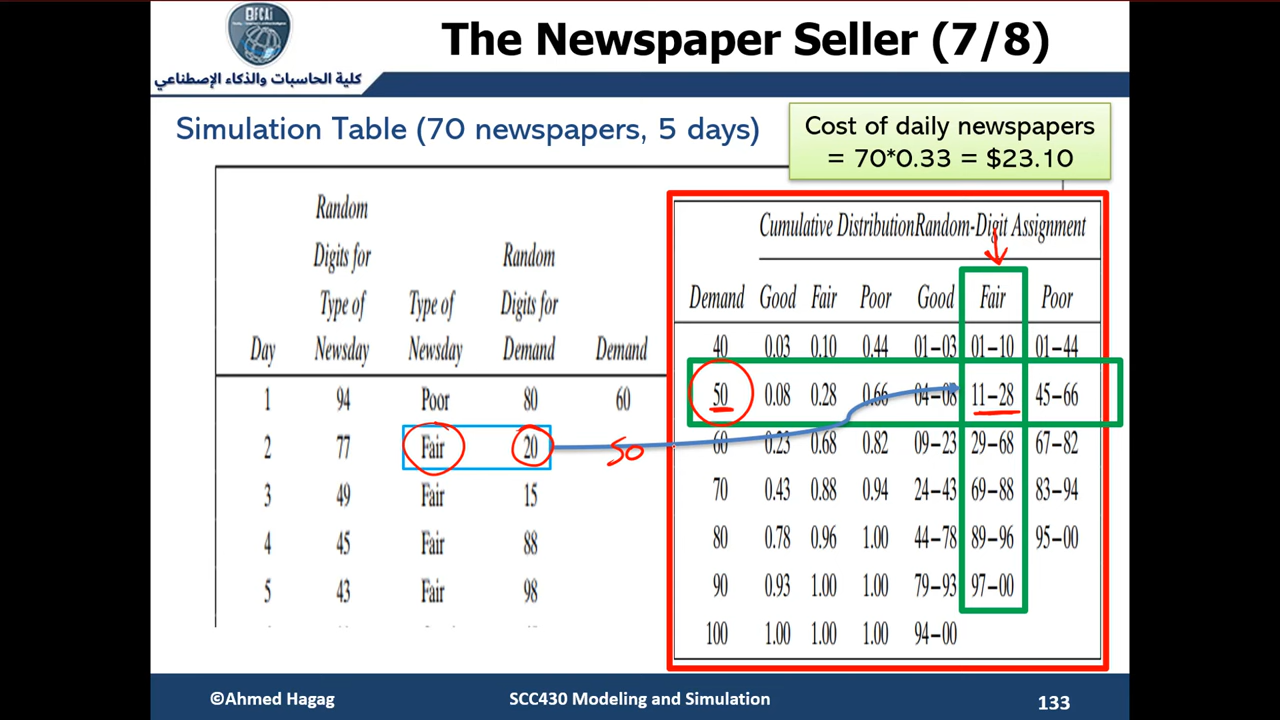 FCAi
كلية الحاسبات والذكاء الإصطناعي
The Newspaper Seller (7/8)
Simulation Table (70 newspapers, 5 days)
Cost of daily newspapers
= 70*0.33 = $23.10
Random
Digits for Random
Type of Type of Digits for
Day Newsday Newsday Demand Demand
1 94 Poor 80 60
2 77 Fair 20 50
3 49 Fair 15
4 45 Fair 88
5 43 Fair 98
Cumulative Distribution Random-Digit Assignment
Demand Good Fair Poor Good Fair Poor
40 0.03 0.10 0.44 01–03 01–10 01–44
50 0.08 0.28 0.66 04–08 11–28 45–66
60 0.23 0.68 0.82 09–23 29–68 67–82
70 0.43 0.88 0.94 24–43 69–88 83–94
80 0.78 0.96 1.00 44–78 89–96 95–00
90 0.93 1.00 1.00 79–93 97–00
100 1.00 1.00 1.00 94–00
©Ahmed Hagag
SCC430 Modeling and Simulation
133